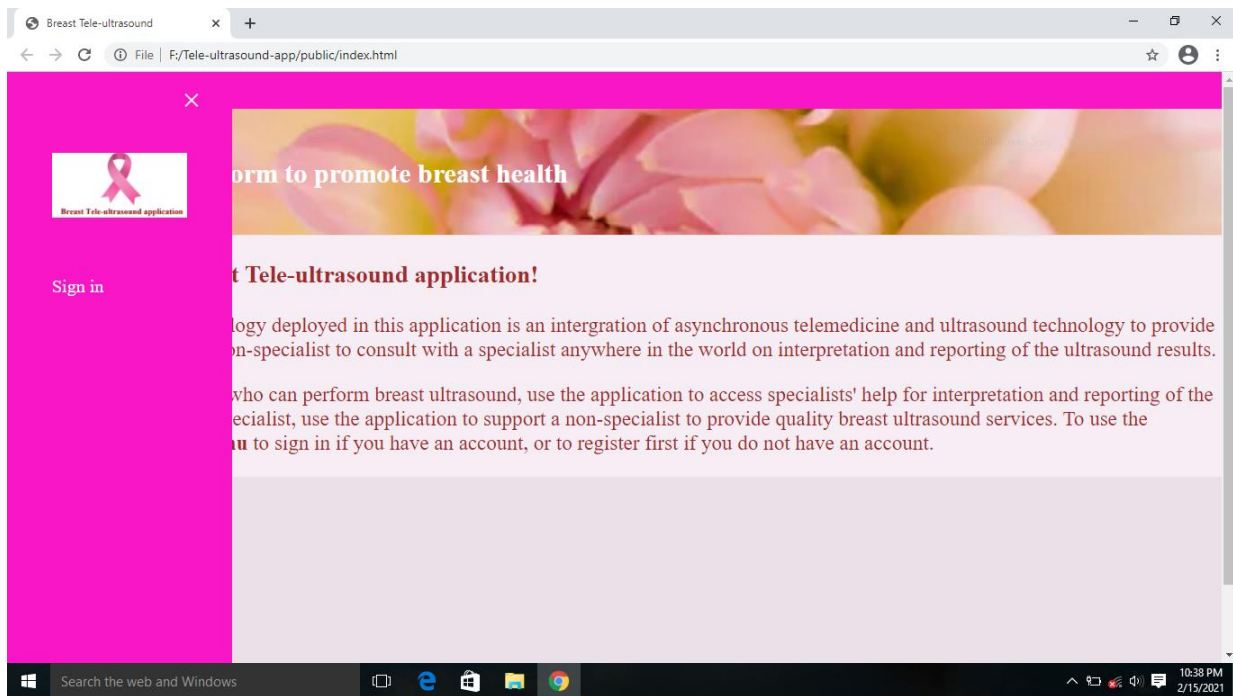 Breast Tele-ultrasound
File | F:/Tele-ultrasound-app/public/index.html
Breast Tele-ultrasound application
orm to promote breast health
Sign in
t Tele-ultrasound application!
logy deployed in this application is an intergration of asynchronous telemedicine and ultrasound technology to provide
on-specialist to consult with a specialist anywhere in the world on interpretation and reporting of the ultrasound results.
who can perform breast ultrasound, use the application to access specialists' help for interpretation and reporting of the
ecialist, use the application to support a non-specialist to provide quality breast ultrasound services. To use the
nu to sign in if you have an account, or to register first if you do not have an account.
Search the web and Windows
10:38 PM
2/15/2021